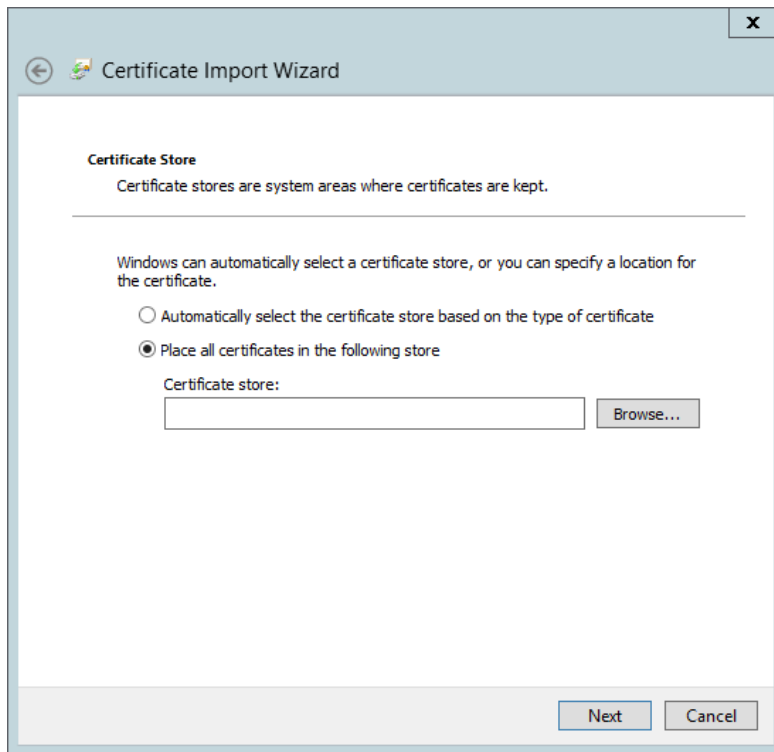 x
Certificate Import Wizard
Certificate Store
Certificate stores are system areas where certificates are kept.
Windows can automatically select a certificate store, or you can specify a location for
the certificate.
Automatically select the certificate store based on the type of certificate
Place all certificates in the following store
Certificate store:
Browse...
Next Cancel